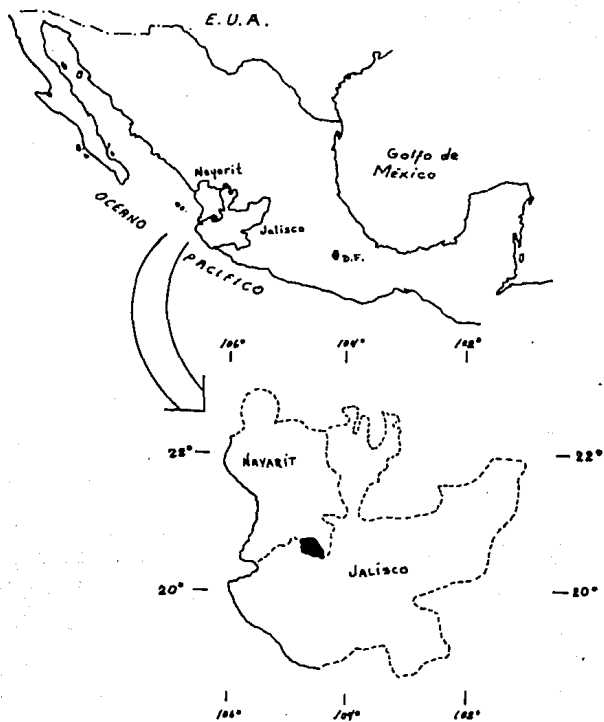 E.U.A.
Golfo de
México
Nayarit
OCEANO
Jalisco
PACIFICO
D.F.
106° 104° 102°
22° NAYARIT 22°
JALISCO
20° 20°
106° 104° 102°